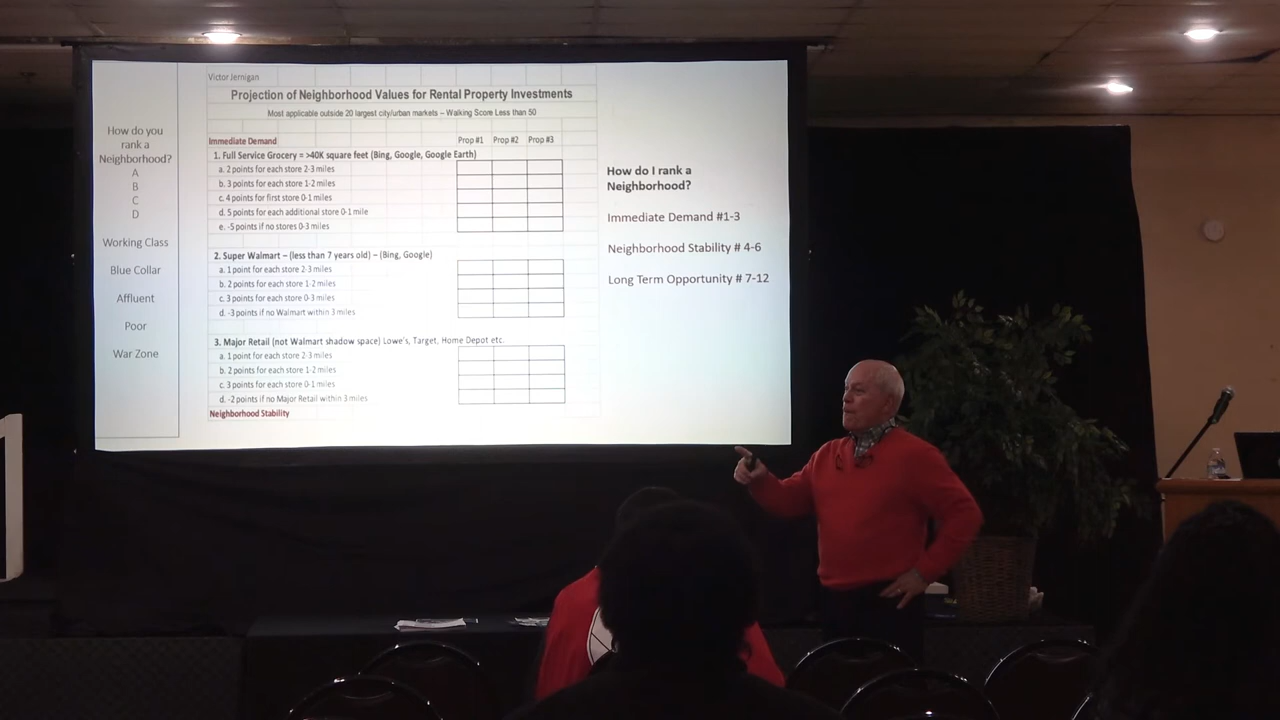 How do you
rank a
Neighborhood?
A
B
C
D
Working Class
Blue Collar
Affluent
Poor
War Zone
Victor Jernigan
Projection of Neighborhood Values for Rental Property Investments
Most applicable outside 20 largest city/urban markets – Walking Score Less than 50
Immediate Demand Prop #1 Prop #2 Prop #3
1. Full Service Grocery = >40K square feet (Bing, Google, Google Earth)
a. 2 points for each store 2-3 miles
b. 3 points for each store 1-2 miles
c. 4 points for first store 0-1 miles
d. 5 points for each additional store 0-1 mile
e. -5 points if no stores 0-3 miles
2. Super Walmart – (less than 7 years old) – (Bing, Google)
a. 1 point for each store 2-3 miles
b. 2 points for each store 1-2 miles
c. 3 points for each store 0-3 miles
d. -3 points if no Walmart within 3 miles
3. Major Retail (not Walmart shadow space) Lowe's, Target, Home Depot etc.
a. 1 point for each store 2-3 miles
b. 2 points for each store 1-2 miles
c. 3 points for each store 0-1 miles
d. -2 points if no Major Retail within 3 miles
Neighborhood Stability
How do I rank a
Neighborhood?
Immediate Demand #1-3
Neighborhood Stability # 4-6
Long Term Opportunity # 7-12